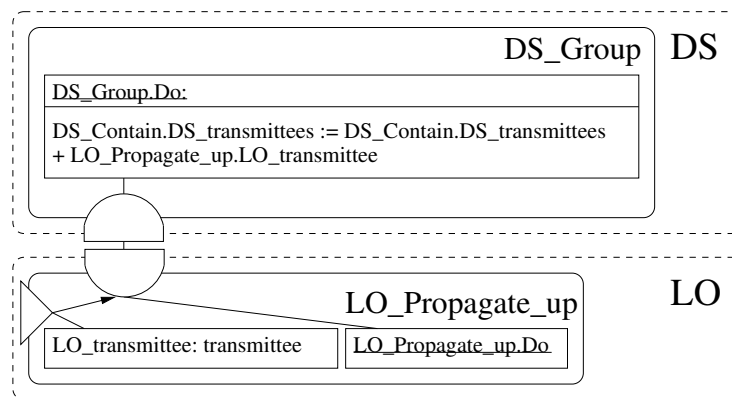 DS_Group
DS
DS_Group.Do:
DS_Contain.DS_transmittees := DS_Contain.DS_transmittees
+ LO_Propagate_up.LO_transmittee
LO_Propagate_up
LO
LO_transmittee: transmittee
LO_Propagate_up.Do